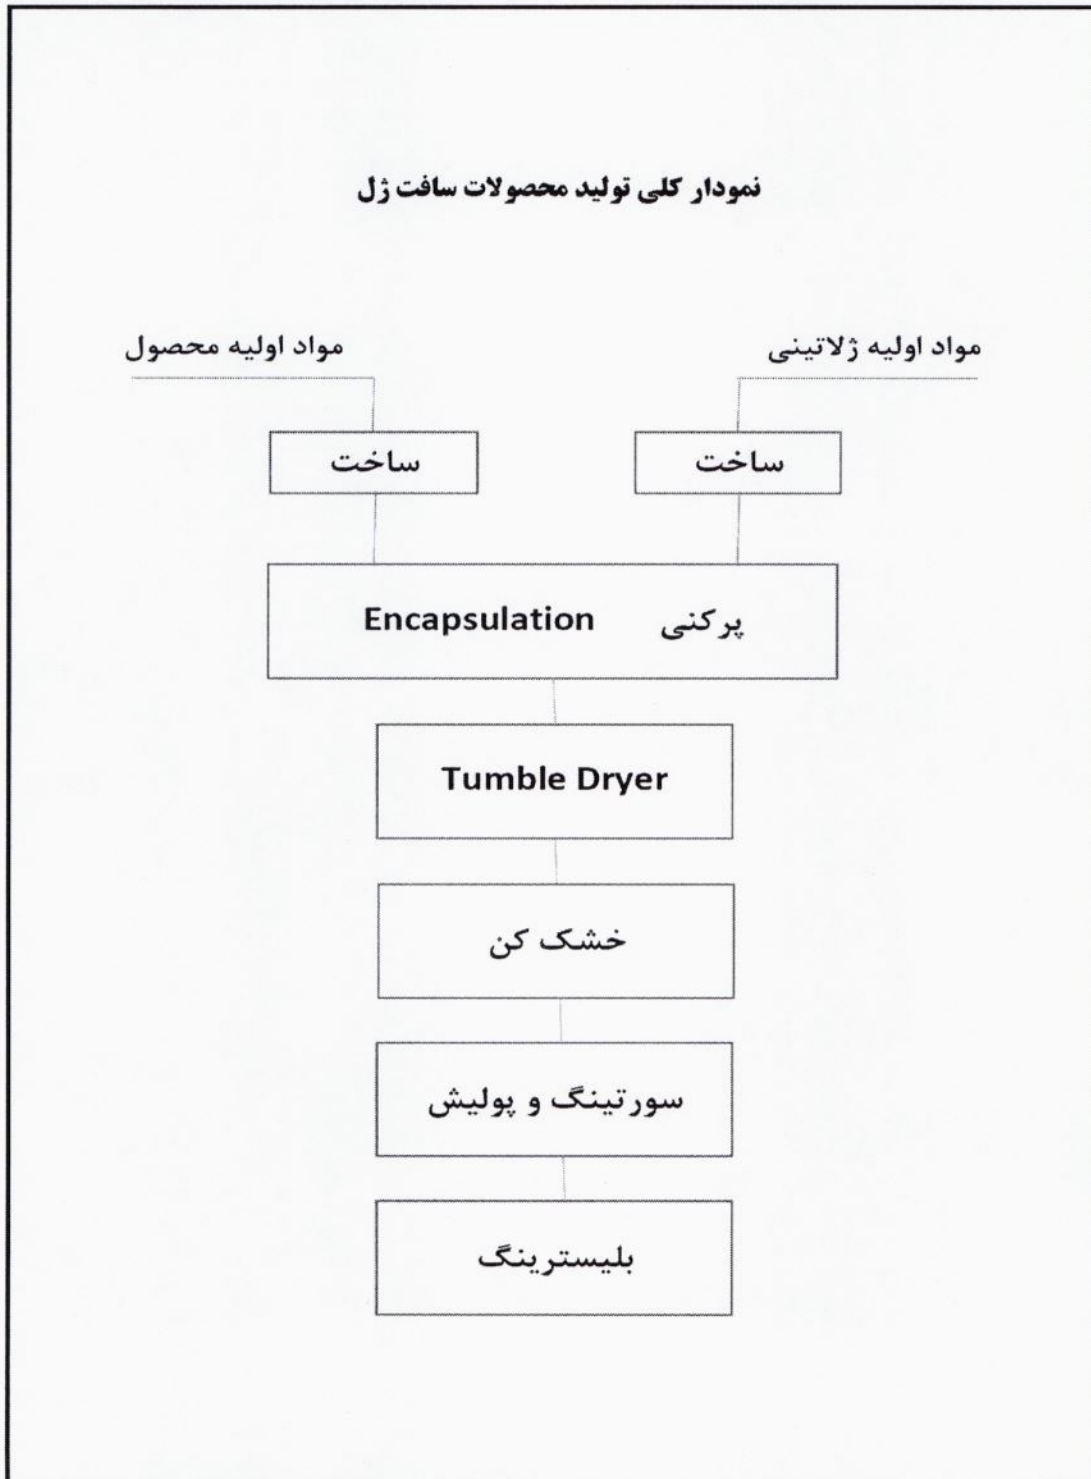 نمودار کلی تولید محصولات سافت ژل
مواد اولیه ژلاتینی
مواد اولیه محصول
ساخت
ساخت
پرکنی Encapsulation
Tumble Dryer
خشک کن
سورتینگ و پولیش
بلیسترینگ